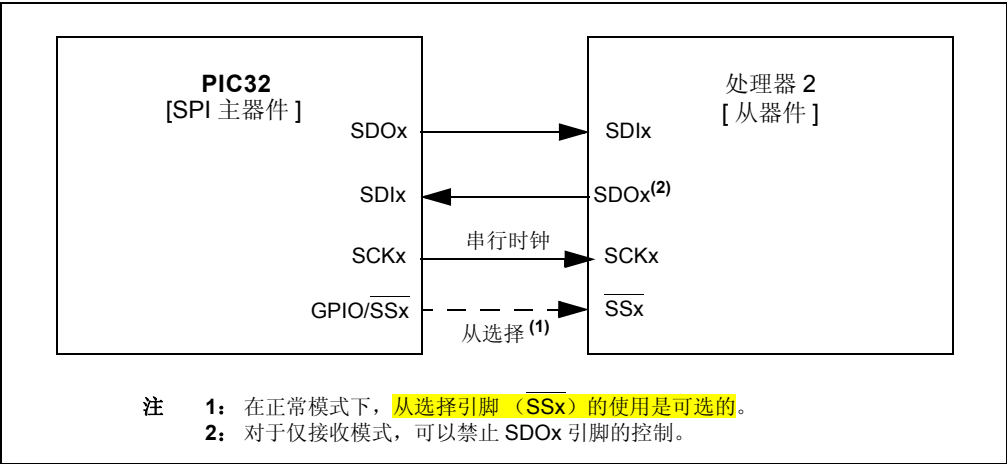 PIC32
[SPI 主器件 ]
处理器 2
[ 从器件 ]
SDOx
SDIx
SDIx
SDOx(2)
串行时钟
SCKx
SCKx
GPIO/SSx
SSx
从选择 (1)
注 1： 在正常模式下，从选择引脚 （SSx）的使用是可选的。
2： 对于仅接收模式，可以禁止 SDOx 引脚的控制。